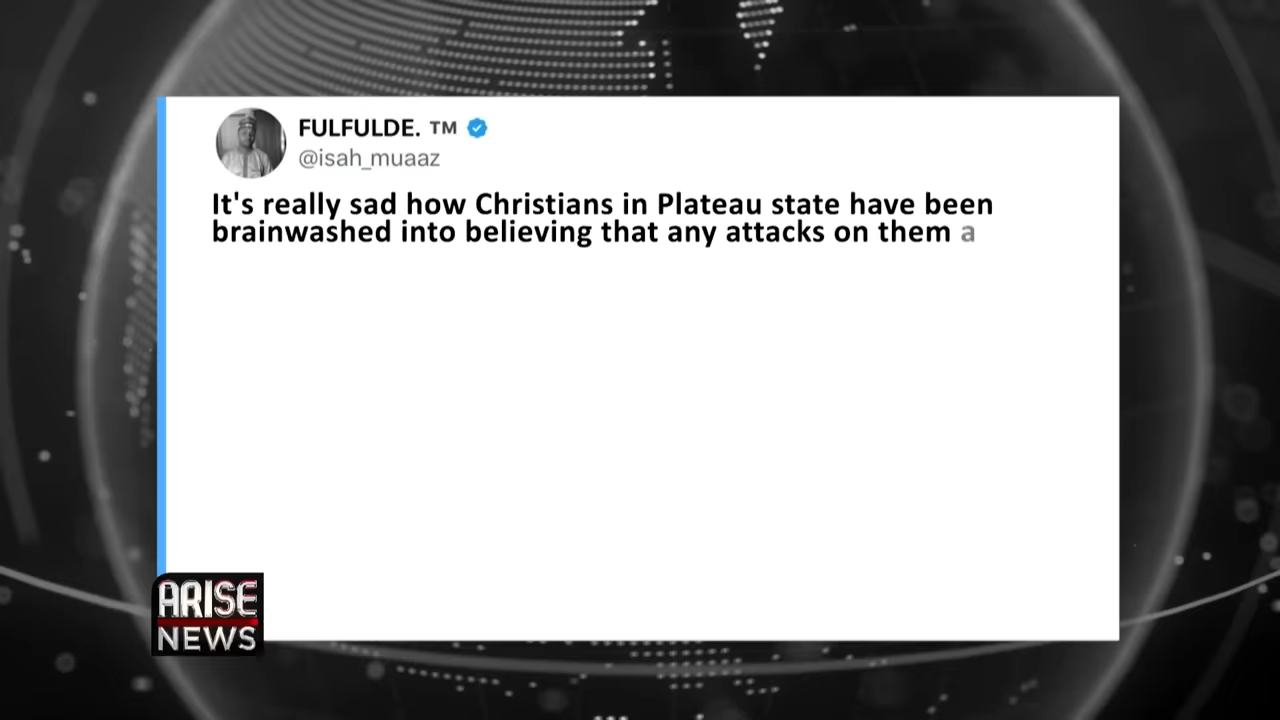 FULFULDE. TM
@isah_muaaz
It's really sad how Christians in Plateau state have been
brainwashed into believing that any attacks on them a
ARISE
NEWS